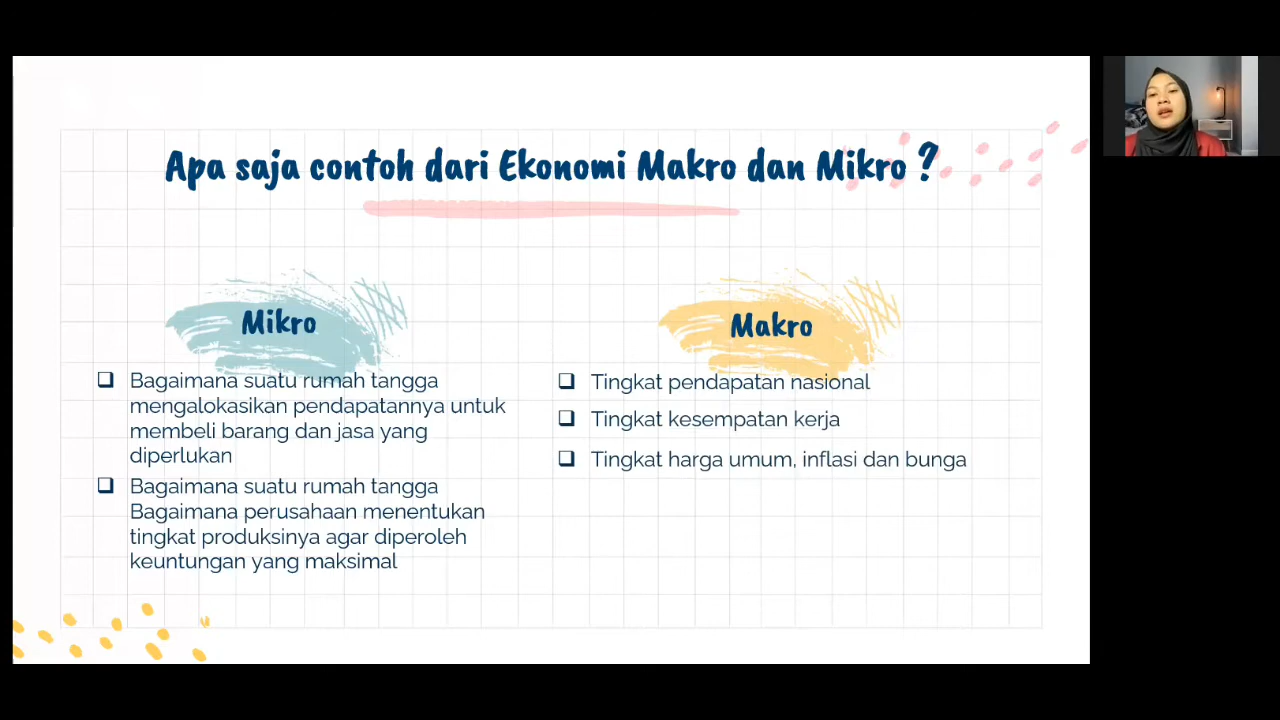 Apa saja contoh dari Ekonomi Makro dan Mikro ?
Mikro
Bagaimana suatu rumah tangga
mengalokasikan pendapatannya untuk
membeli barang dan jasa yang
diperlukan
Bagaimana suatu rumah tangga
Bagaimana perusahaan menentukan
tingkat produksinya agar diperoleh
keuntungan yang maksimal
Makro
Tingkat pendapatan nasional
Tingkat kesempatan kerja
Tingkat harga umum, inflasi dan bunga